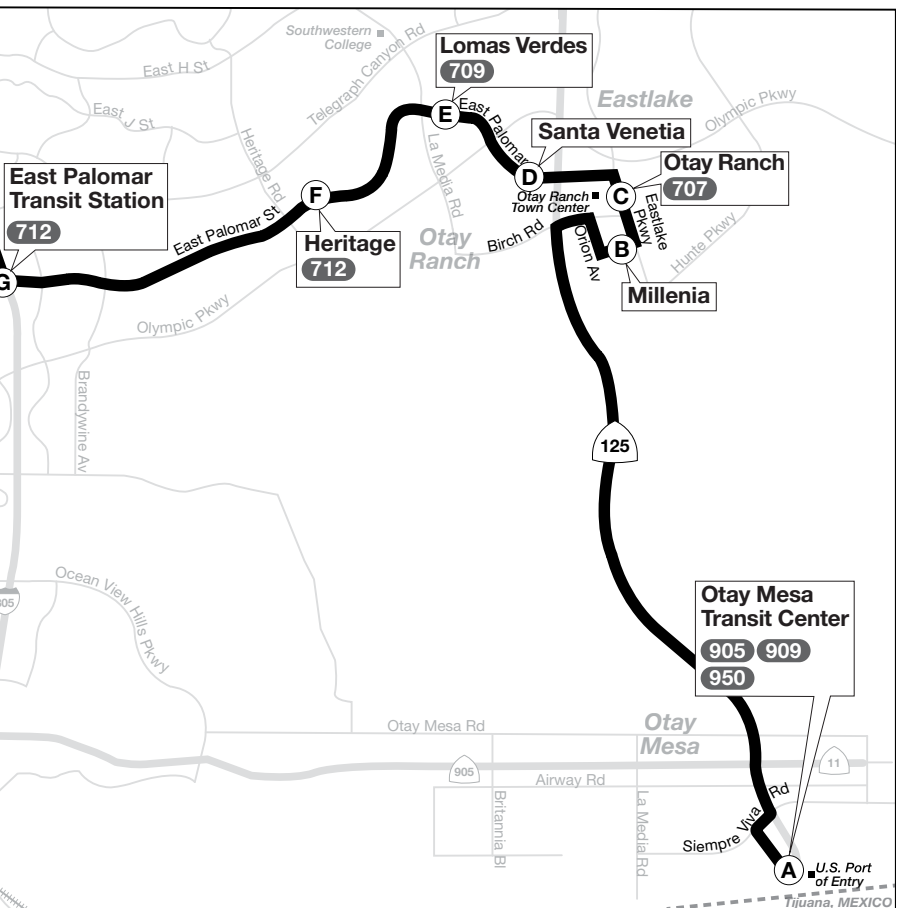 Southwestern
College
Telegraph Canyon Rd
Lomas Verdes
709
East H St
Eastlake
Olympic Pkwy
East J St
E
East Palomar
Santa Venetia
Heritage Rd
La Media Rd
D
Otay Ranch
707
East Palomar
Transit Station
712
F
Otay Ranch
Town Center
C
Eastlake
Pkwy
East Palomar St
Heritage
712
Otay
Ranch
Birch Rd
Orion Av
B
Hunte Pkwy
G
Millenia
Olympic Pkwy
Brandywine Av
125
Ocean View Hills Pkwy
805
Otay Mesa
Transit Center
905 909
950
Otay Mesa Rd
Otay
Mesa
905
11
Airway Rd
Britannia Bl
La Media Rd
Siempre Viva Rd
A
U.S. Port
of Entry
Tijuana, MEXICO